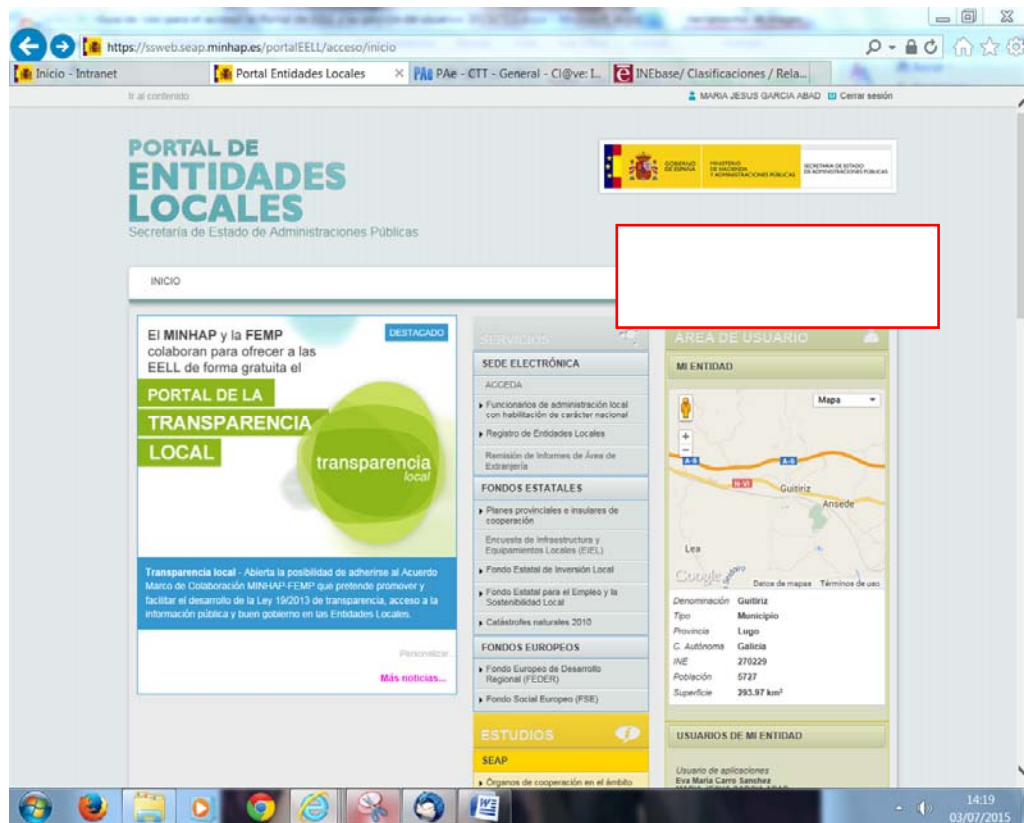 https://ssweb.seap.minhap.es/portalEELL/acceso/inicio
Inicio - Intranet
Portal Entidades Locales
PAe - CTT - General - Cl@ve: I...
INEbase/ Clasificaciones / Rela...
Ir al contenido
MARIA JESUS GARCIA ABAD
Cerrar sesión
PORTAL DE
ENTIDADES
LOCALES
Secretaría de Estado de Administraciones Públicas
GOBIERNO
DE ESPAÑA
MINISTERIO
DE HACIENDA
Y ADMINISTRACIONES PÚBLICAS
SECRETARÍA DE ESTADO
DE ADMINISTRACIONES PÚBLICAS
INICIO
El MINHAP y la FEMP
colaboran para ofrecer a las
EELL de forma gratuita el
DESTACADO
PORTAL DE LA
TRANSPARENCIA
LOCAL
transparencia
local
Transparencia local - Abierta la posibilidad de adherirse al Acuerdo
Marco de Colaboración MINHAP-FEMP que pretende promover y
facilitar el desarrollo de la Ley 19/2013 de transparencia, acceso a la
información pública y buen gobierno en las Entidades Locales.
Personalizar...
Más noticias...
SERVICIOS
SEDE ELECTRÓNICA
ACCEDA
Funcionarios de administración local
con habilitación de carácter nacional
Registro de Entidades Locales
Remisión de Informes de Área de
Extranjería
FONDOS ESTATALES
Planes provinciales e insulares de
cooperación
Encuesta de Infraestructura y
Equipamientos Locales (EIEL)
Fondo Estatal de Inversión Local
Fondo Estatal para el Empleo y la
Sostenibilidad Local
Catástrofes naturales 2010
FONDOS EUROPEOS
Fondo Europeo de Desarrollo
Regional (FEDER)
Fondo Social Europeo (FSE)
ESTUDIOS
SEAP
Órganos de cooperación en el ámbito
ÁREA DE USUARIO
MI ENTIDAD
Mapa
A-6
A-6
N-VI
Guitiriz
Ansede
Lea
Google
Datos de mapas
Términos de uso
Denominación Guitiriz
Tipo Municipio
Provincia Lugo
C. Autónoma Galicia
INE 270229
Población 5727
Superficie 293.97 km²
USUARIOS DE MI ENTIDAD
Usuario de aplicaciones
Eva Maria Carro Sanchez
MARIA JESUS GARCIA ABAD
14:19
03/07/2015